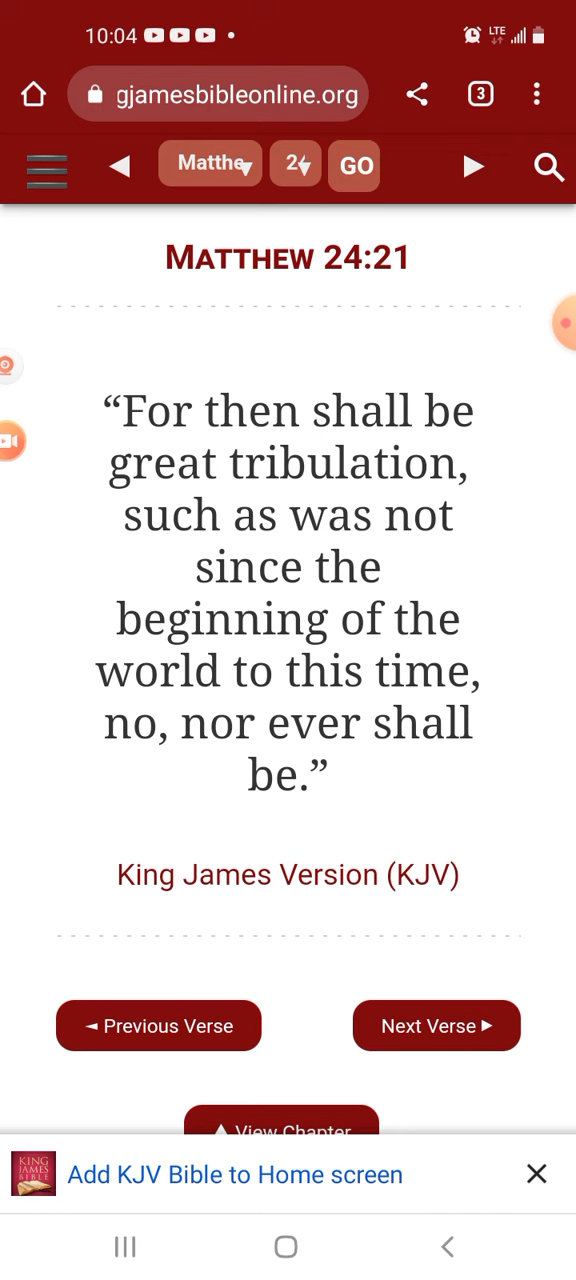 10:04
LTE
gjamesbibleonline.org
3
Matthe
GO
MATTHEW 24:21
“For then shall be
great tribulation,
such as was not
since the
beginning of the
world to this time,
no, nor ever shall
be.”
King James Version (KJV)
◄ Previous Verse
Next Verse ►
▲ View Chapter
KING
JAMES
BIBLE
Add KJV Bible to Home screen